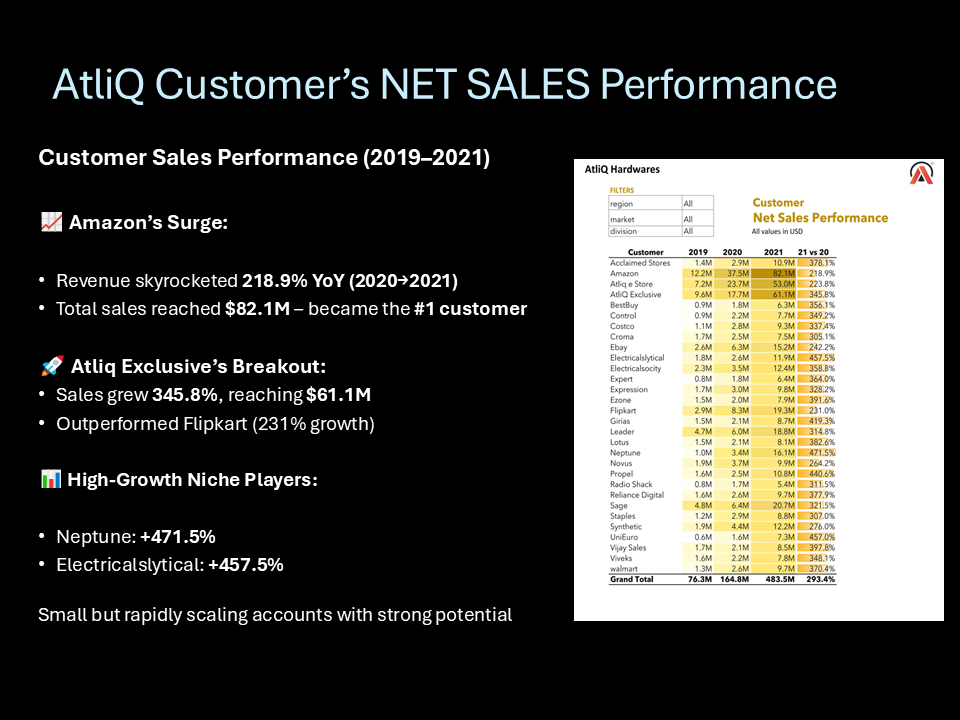 AtliQ Customer’s NET SALES Performance
Customer Sales Performance (2019–2021)
📈 Amazon’s Surge:
• Revenue skyrocketed 218.9% YoY (2020→2021)
• Total sales reached $82.1M – became the #1 customer
🚀 Atliq Exclusive’s Breakout:
• Sales grew 345.8%, reaching $61.1M
• Outperformed Flipkart (231% growth)
📊 High-Growth Niche Players:
• Neptune: +471.5%
• Electricalslytical: +457.5%
Small but rapidly scaling accounts with strong potential
AtliQ Hardwares
FILTERS
region All
market All
division All
Customer
Net Sales Performance
All values in USD
Customer 2019 2020 2021 21 vs 20
Acclaimed Stores 1.4M 2.9M 10.9M 378.1%
Amazon 12.2M 37.5M 82.1M 218.9%
Atliq e Store 7.2M 23.7M 53.0M 223.8%
AtliQ Exclusive 9.6M 17.7M 61.1M 345.8%
BestBuy 0.9M 1.8M 6.3M 356.1%
Control 0.9M 2.2M 7.7M 349.2%
Costco 1.1M 2.8M 9.3M 337.4%
Croma 1.7M 2.5M 7.5M 305.1%
Ebay 2.6M 6.3M 15.2M 242.2%
Electricalslytical 1.8M 2.6M 11.9M 457.5%
Electricalsocity 2.3M 3.5M 12.4M 358.8%
Expert 0.8M 1.8M 6.4M 364.0%
Expression 1.7M 3.0M 9.8M 328.2%
Ezone 1.5M 2.0M 7.9M 391.6%
Flipkart 2.9M 8.3M 19.3M 231.0%
Girias 1.5M 2.1M 8.7M 419.3%
Leader 4.7M 6.0M 18.8M 314.8%
Lotus 1.5M 2.1M 8.1M 382.6%
Neptune 1.0M 3.4M 16.1M 471.5%
Novus 1.9M 3.7M 9.9M 264.2%
Propel 1.6M 2.5M 10.8M 440.6%
Radio Shack 0.8M 1.7M 5.4M 311.5%
Reliance Digital 1.6M 2.6M 9.7M 377.9%
Sage 4.8M 6.4M 20.7M 321.5%
Staples 1.2M 2.9M 8.8M 307.0%
Synthetic 1.9M 4.4M 12.2M 276.0%
UniEuro 0.6M 1.6M 7.3M 457.0%
Vijay Sales 1.7M 2.1M 8.5M 397.8%
Viveks 1.6M 2.2M 7.8M 348.1%
walmart 1.3M 2.6M 9.7M 370.4%
Grand Total 76.3M 164.8M 483.5M 293.4%